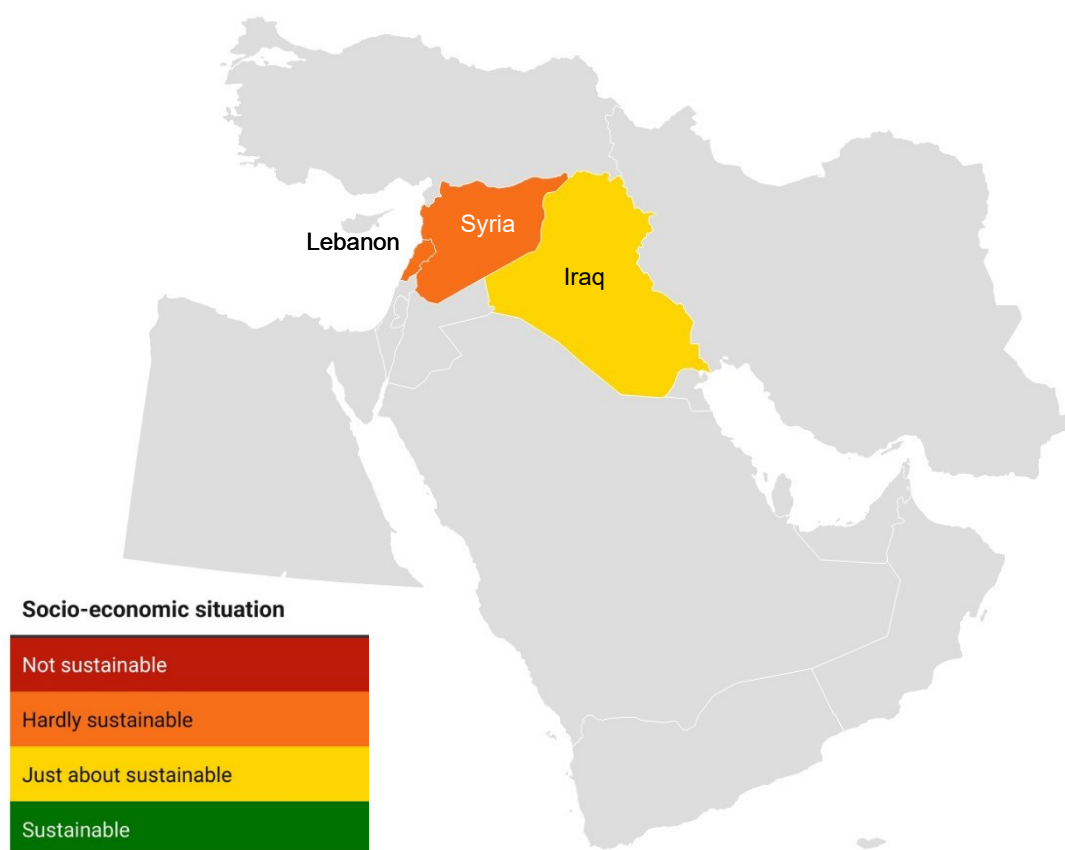 Syria
Lebanon
Iraq
Socio-economic situation
Not sustainable
Hardly sustainable
Just about sustainable
Sustainable